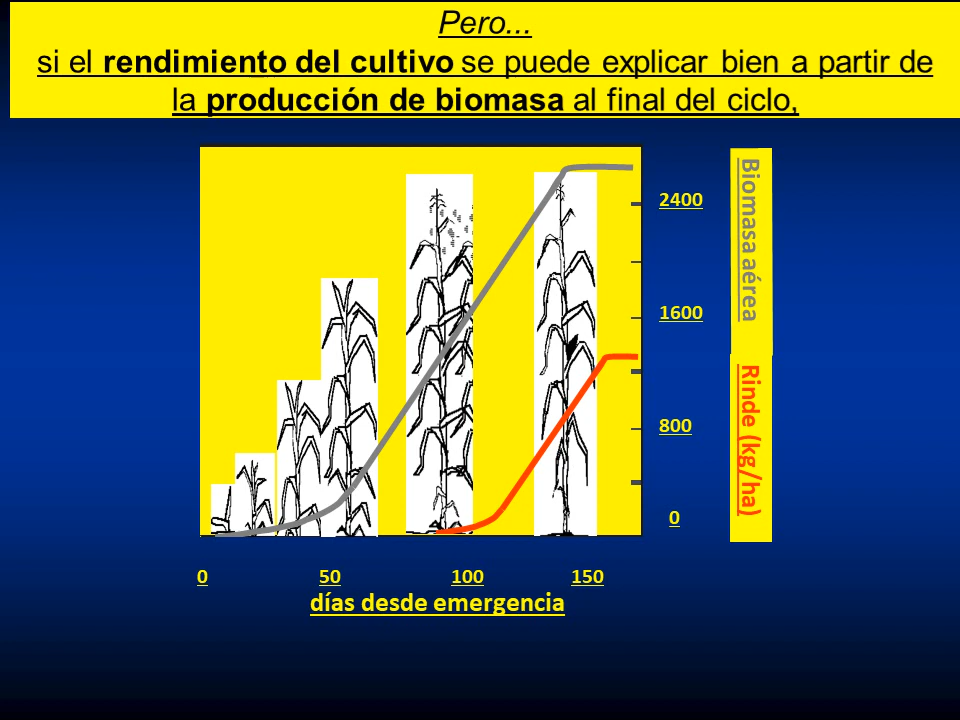 Pero...
si el rendimiento del cultivo se puede explicar bien a partir de
la producción de biomasa al final del ciclo,
2400
1600
800
0
Biomasa aérea
Rinde (kg/ha)
0 50 100 150
días desde emergencia